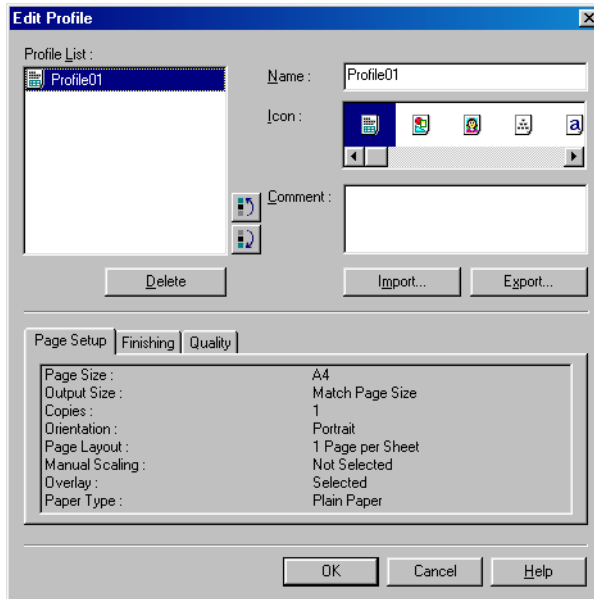 Edit Profile
Profile List :
Profile01
Name :
Profile01
Icon :
a
Comment :
Delete
Import...
Export...
Page Setup
Finishing
Quality
Page Size : A4
Output Size : Match Page Size
Copies : 1
Orientation : Portrait
Page Layout : 1 Page per Sheet
Manual Scaling : Not Selected
Overlay : Selected
Paper Type : Plain Paper
OK
Cancel
Help